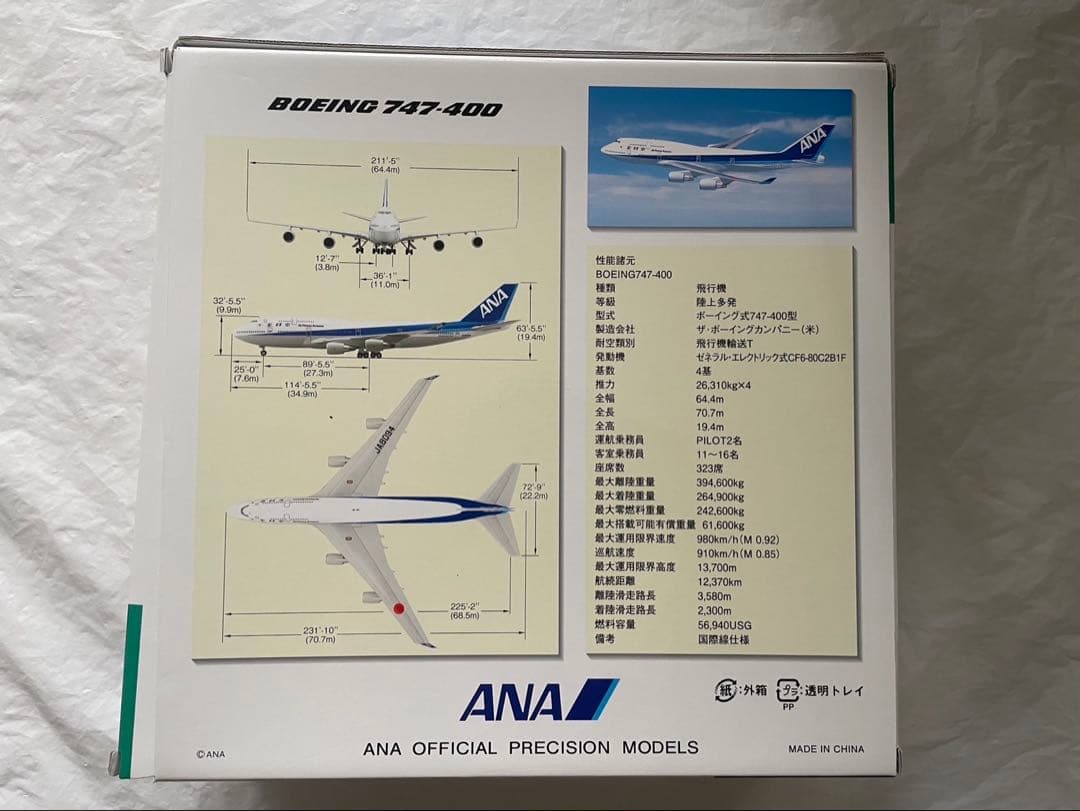 BOEING 747-400
211'-5"
(64.4m)
12'-7"
(3.8m)
36'-1"
(11.0m)
32'-5.5"
(9.9m)
ANA
63'-5.5"
(19.4m)
25'-0"
(7.6m)
89'-5.5"
(27.3m)
114'-5.5"
(34.9m)
JA8094
72'-9"
(22.2m)
225'-2"
(68.5m)
231'-10"
(70.7m)
ANA
性能諸元
BOEING747-400
種類 飛行機
等級 陸上多発
型式 ボーイング式747-400型
製造会社 ザ・ボーイングカンパニー(米)
耐空類別 飛行機輸送T
発動機 ゼネラル・エレクトリック式CF6-80C2B1F
基数 4基
推力 26,310kg×4
全幅 64.4m
全長 70.7m
全高 19.4m
運航乗務員 PILOT2名
客室乗務員 11〜16名
座席数 323席
最大離陸重量 394,600kg
最大着陸重量 264,900kg
最大零燃料重量 242,600kg
最大搭載可能有償重量 61,600kg
最大運用限界速度 980km/h(M 0.92)
巡航速度 910km/h(M 0.85)
最大運用限界高度 13,700m
航続距離 12,370km
離陸滑走路長 3,580m
着陸滑走路長 2,300m
燃料容量 56,940USG
備考 国際線仕様
紙:外箱 プラ:透明トレイ
PP
ANA
©ANA
ANA OFFICIAL PRECISION MODELS
MADE IN CHINA